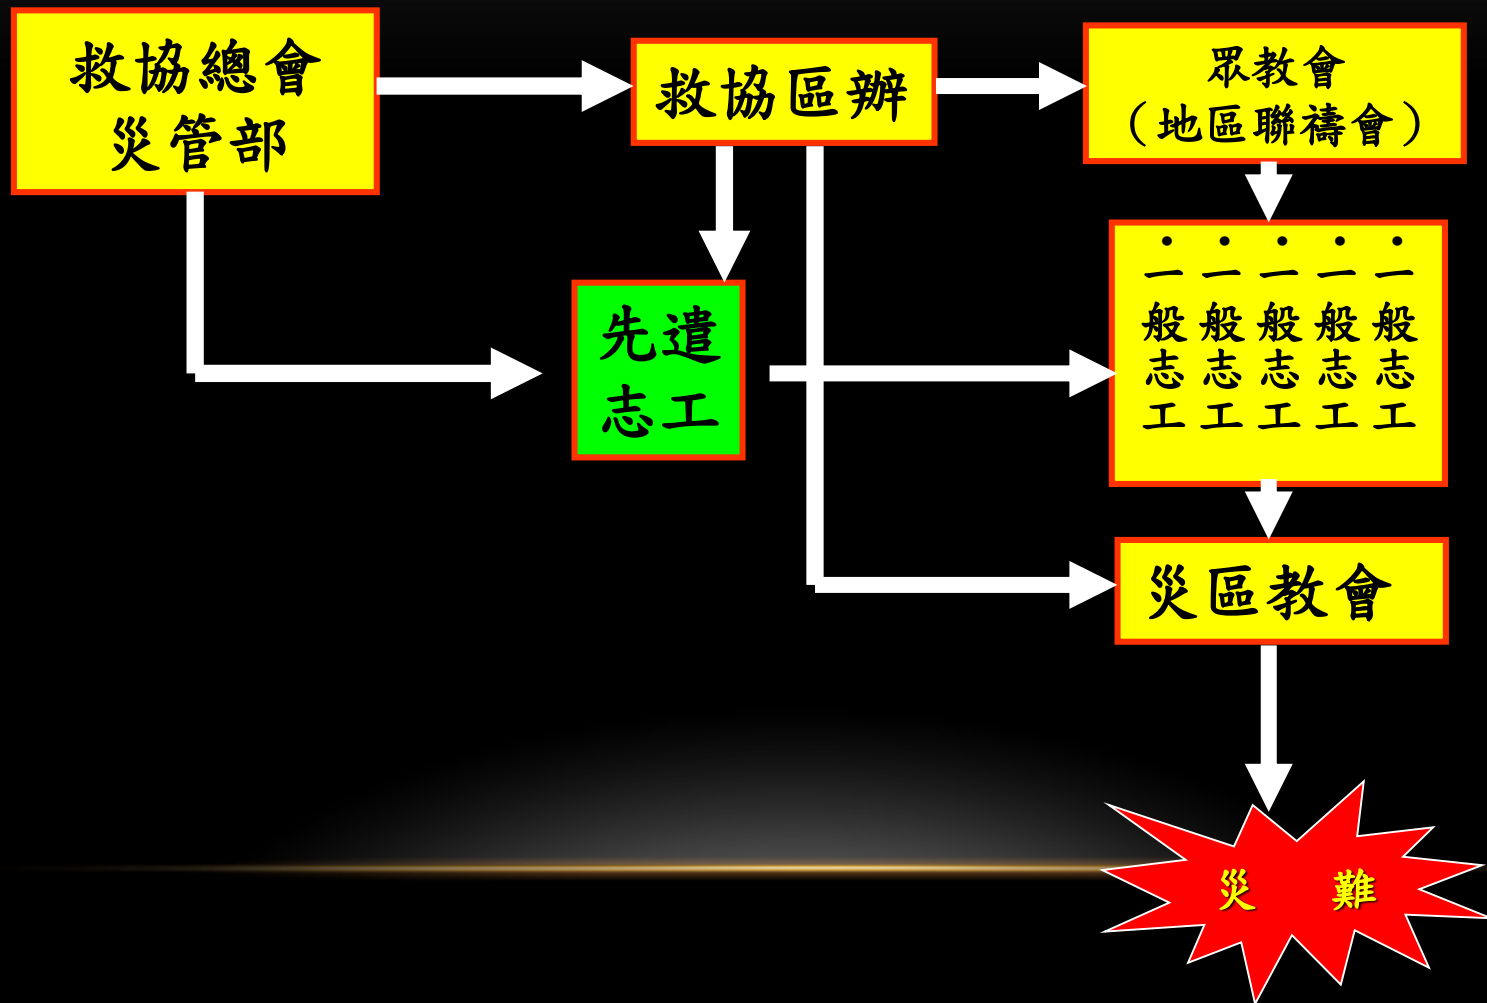 救協總會
災管部
救協區辦
眾教會
（地區聯禱會）
先遣
志工
•一般志工
•一般志工
•一般志工
•一般志工
•一般志工
災區教會
災　難